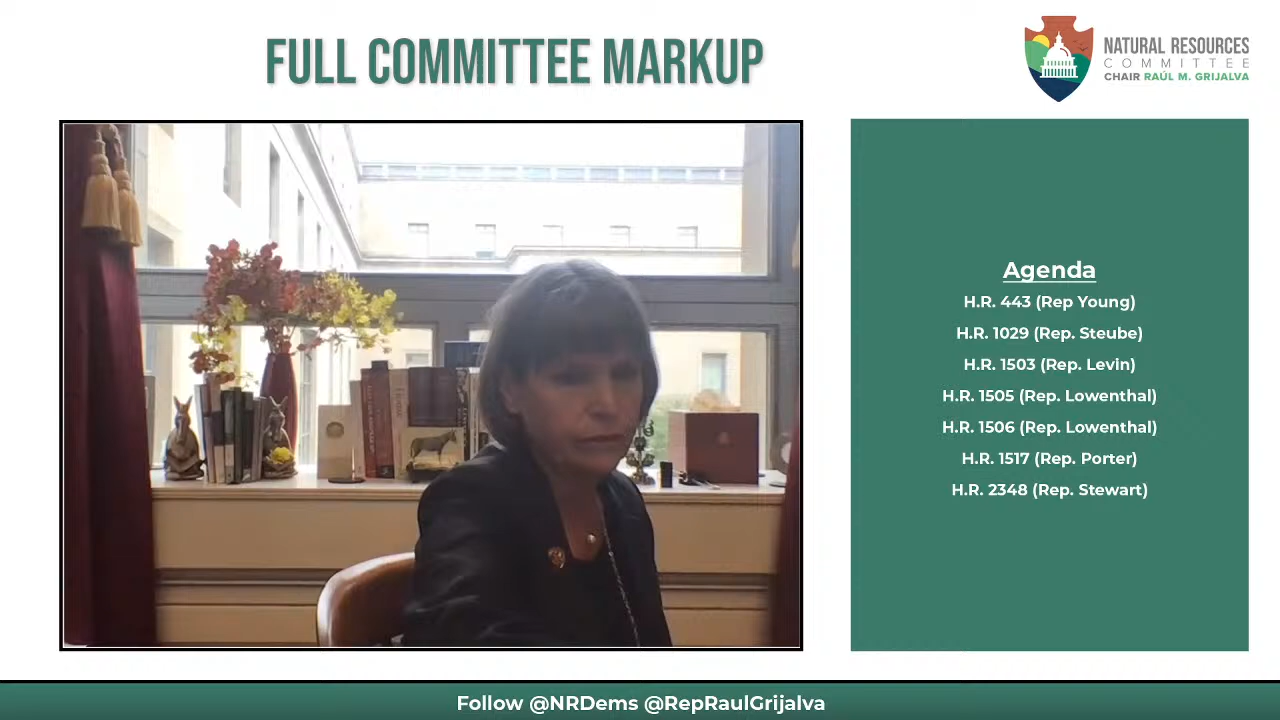 FULL COMMITTEE MARKUP
NATURAL RESOURCES
COMMITTEE
CHAIR RAÚL M. GRIJALVA
Agenda
H.R. 443 (Rep Young)
H.R. 1029 (Rep. Steube)
H.R. 1503 (Rep. Levin)
H.R. 1505 (Rep. Lowenthal)
H.R. 1506 (Rep. Lowenthal)
H.R. 1517 (Rep. Porter)
H.R. 2348 (Rep. Stewart)
Follow @NRDems @RepRaulGrijalva